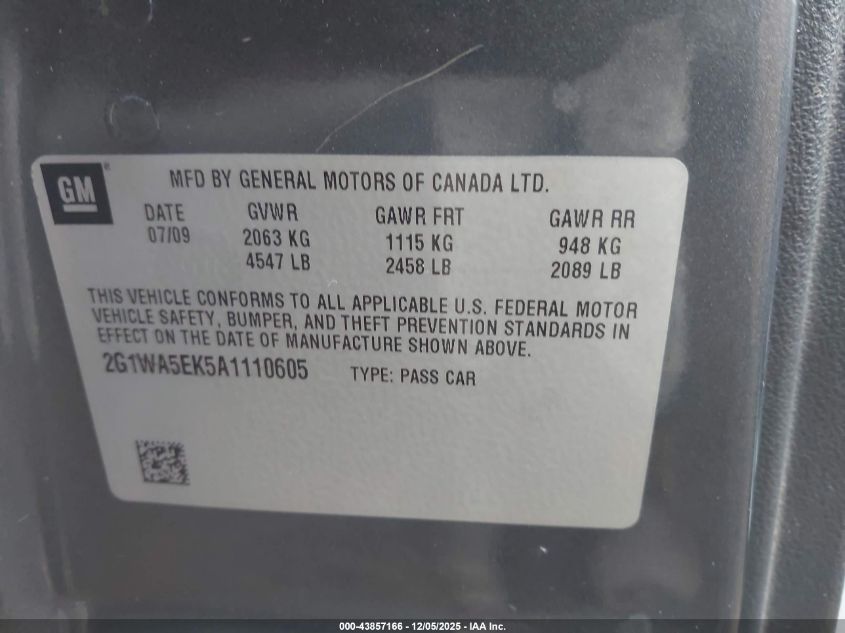 GM
MFD BY GENERAL MOTORS OF CANADA LTD.
DATE GVWR GAWR FRT GAWR RR
07/09 2063 KG 1115 KG 948 KG
4547 LB 2458 LB 2089 LB
THIS VEHICLE CONFORMS TO ALL APPLICABLE U.S. FEDERAL MOTOR
VEHICLE SAFETY, BUMPER, AND THEFT PREVENTION STANDARDS IN
EFFECT ON THE DATE OF MANUFACTURE SHOWN ABOVE.
2G1WA5EK5A1110605 TYPE: PASS CAR
000-43857166 - 12/05/2025 - IAA Inc.